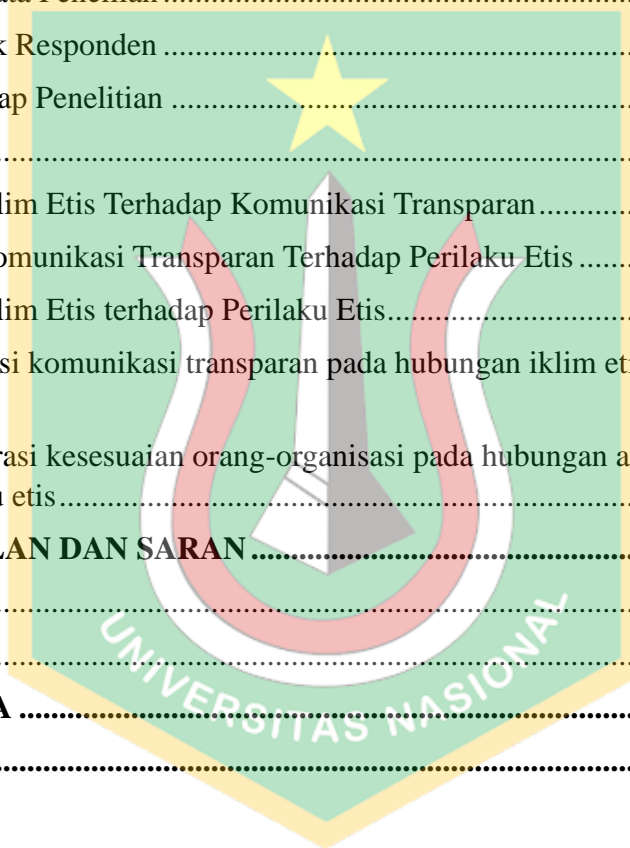 k Responden ........................................................
ap Penelitian ........................................................
........................................................
lim Etis Terhadap Komunikasi Transparan................
omunikasi Transparan Terhadap Perilaku Etis ........
lim Etis terhadap Perilaku Etis........................................
si komunikasi transparan pada hubungan iklim eti
rasi kesesuaian orang-organisasi pada hubungan a
u etis........................................................
LAN DAN SARAN........................................................
........................................................
........................................................
A ........................................................
........................................................
UNIVERSITAS NASIONAL